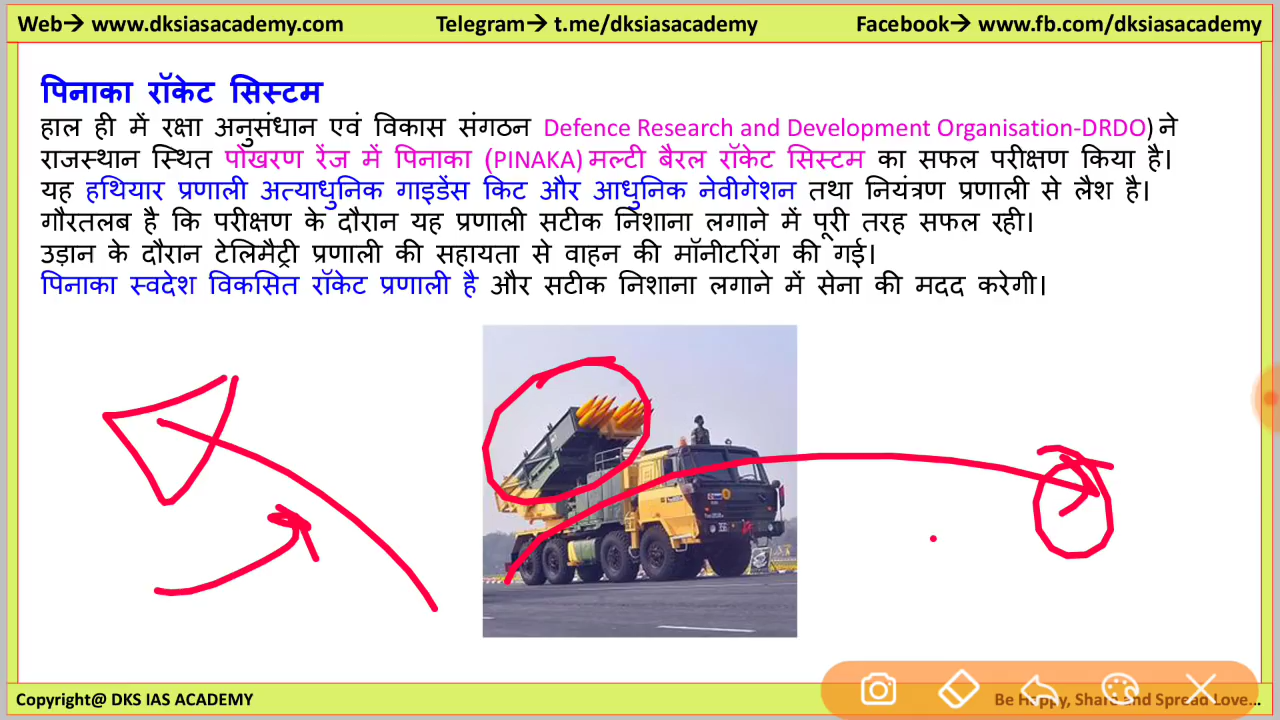 Web→ www.dksiasacademy.com Telegram→ t.me/dksiasacademy Facebook→ www.fb.com/dksiasacademy
पिनाका रॉकेट सिस्टम
हाल ही में रक्षा अनुसंधान एवं विकास संगठन Defence Research and Development Organisation-DRDO) ने
राजस्थान स्थित पोखरण रेंज में पिनाका (PINAKA) मल्टी बैरल रॉकेट सिस्टम का सफल परीक्षण किया है।
यह हथियार प्रणाली अत्याधुनिक गाइडेंस किट और आधुनिक नेवीगेशन तथा नियंत्रण प्रणाली से लैश है।
गौरतलब है कि परीक्षण के दौरान यह प्रणाली सटीक निशाना लगाने में पूरी तरह सफल रही।
उड़ान के दौरान टेलिमैट्री प्रणाली की सहायता से वाहन की मॉनीटरिंग की गई।
पिनाका स्वदेश विकसित रॉकेट प्रणाली है और सटीक निशाना लगाने में सेना की मदद करेगी।
Copyright@ DKS IAS ACADEMY Be Happy, Share and Spread Love...